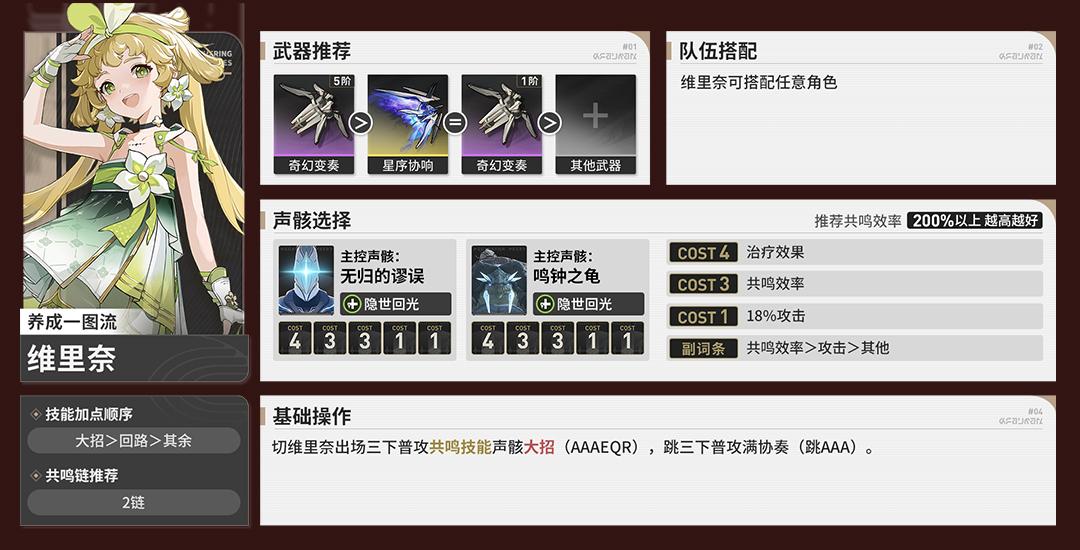 养成一图流
维里奈
技能加点顺序
大招＞回路＞其余
共鸣链推荐
2链
武器推荐
#01
5阶
奇幻变奏
>
星序协响
=
1阶
奇幻变奏
>
其他武器
队伍搭配
#02
维里奈可搭配任意角色
声骸选择
推荐共鸣效率 200%以上 越高越好
主控声骸：
无归的谬误
隐世回光
COST 4 COST 3 COST 3 COST 1 COST 1
主控声骸：
鸣钟之龟
隐世回光
COST 4 COST 3 COST 3 COST 1 COST 1
COST 4 治疗效果
COST 3 共鸣效率
COST 1 18%攻击
副词条 共鸣效率＞攻击＞其他
基础操作
#04
切维里奈出场三下普攻共鸣技能声骸大招（AAAEQR），跳三下普攻满协奏（跳AAA）。